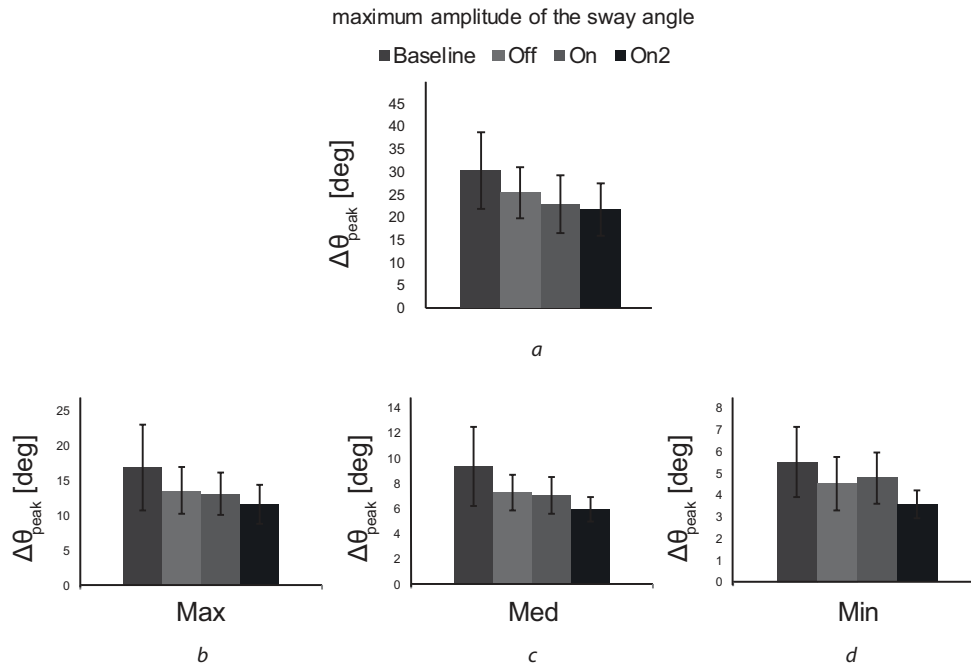 maximum amplitude of the sway angle
Baseline Off On On2
Δθpeak [deg]
45
40
35
30
25
20
15
10
5
0
a
Δθpeak [deg]
25
20
15
10
5
0
Max
b
Δθpeak [deg]
14
12
10
8
6
4
2
0
Med
c
Δθpeak [deg]
8
7
6
5
4
3
2
1
0
Min
d